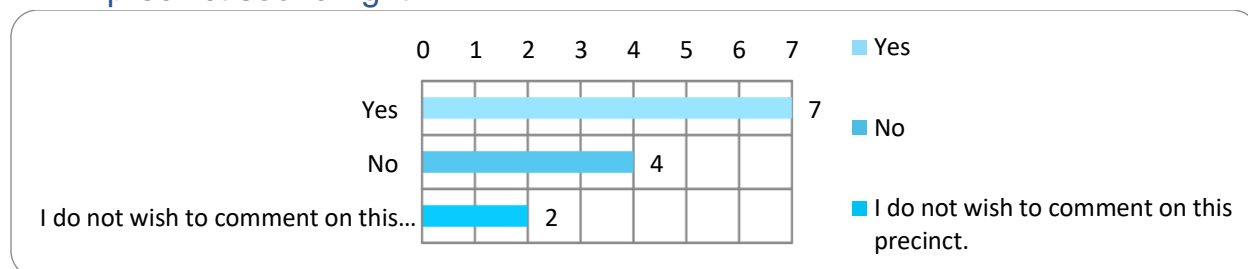 0 1 2 3 4 5 6 7
Yes 7
No 4
I do not wish to comment on this... 2
Yes
No
I do not wish to comment on this
precinct.